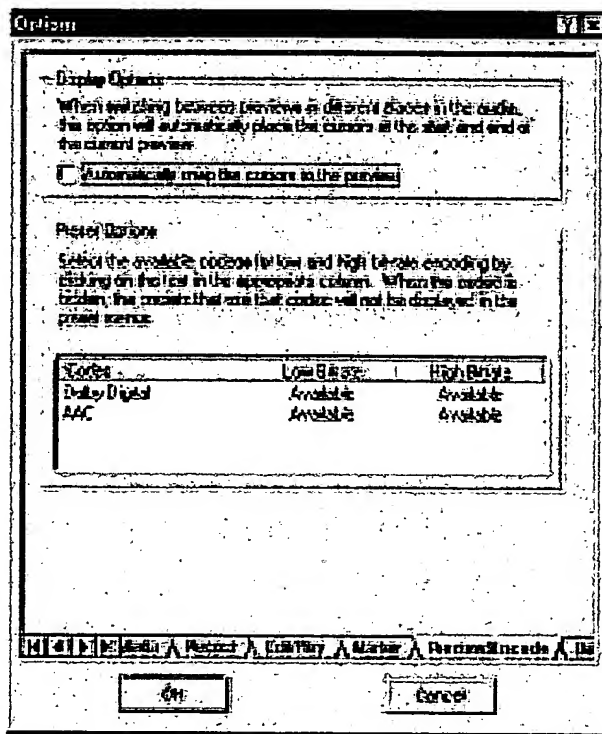 Options
Display Options
When switching between previews at different places in the audio,
this option will automatically place the cursors at the start and end of
the current preview.
Automatically snap the cursors to the preview
Preset Options
Select the available codecs for low and high bitrate encoding by
clicking on the text in the appropriate column. When the codec is
hidden, the presets that use that codec will not be displayed in the
preset menus.
Codec Low Bitrate High Bitrate
Dolby Digital Available Available
AAC Available Available
Media Record Edit/Play Marker Preview/Encode
OK Cancel